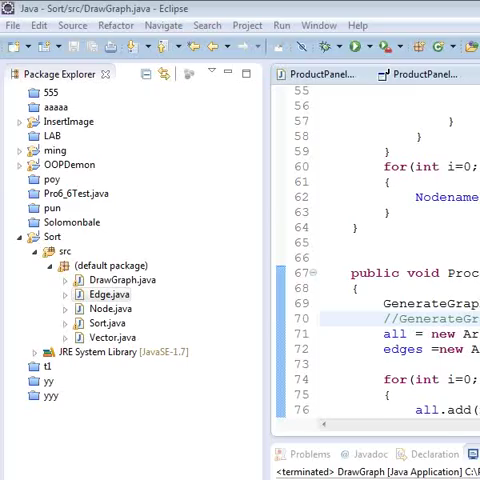 Java - Sort/src/DrawGraph.java - Eclipse
File Edit Source Refactor Navigate Search Project Run Window Help
Package Explorer
ProductPanel...
ProductPanel...
555
aaaaa
InsertImage
LAB
ming
OOPDemon
poy
Pro6_6Test.java
pun
Solomonbale
Sort
src
(default package)
DrawGraph.java
Edge.java
Node.java
Sort.java
Vector.java
JRE System Library [JavaSE-1.7]
t1
yy
yyy
55
56
57 }
58 }
59 }
60 for(int i=0;
61 {
62 Nodename
63 }
64 }
65
66
67 public void Proc
68 {
69 GenerateGrap
70 //GenerateGr
71 all = new Ar
72 edges =new A
73
74 for(int i=0;
75 {
76 all.add(
Problems @ Javadoc Declaration
<terminated> DrawGraph [Java Application] C:\P